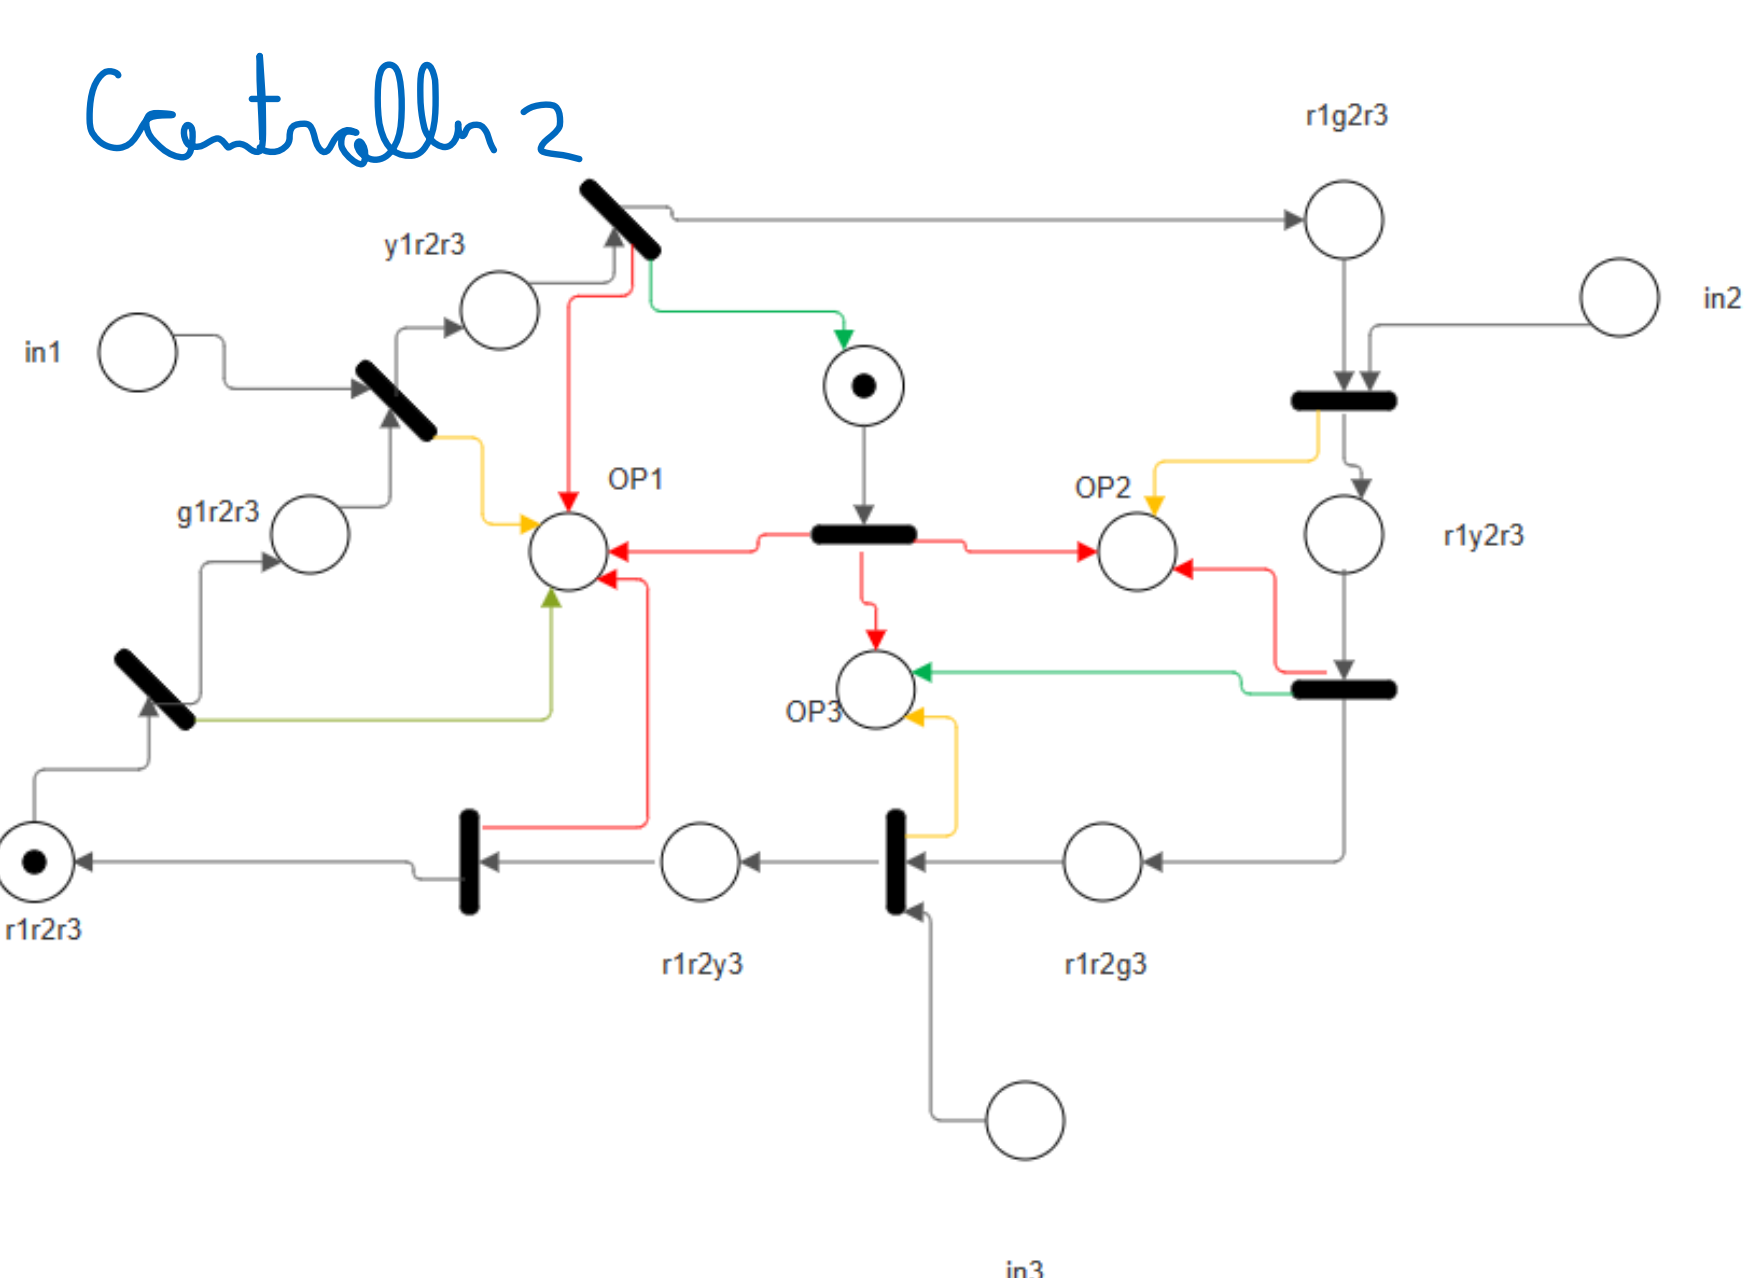 Controller 2
r1g2r3
y1r2r3
in2
in1
OP1
OP2
g1r2r3
r1y2r3
OP3
r1r2r3
r1r2y3
r1r2g3
in3